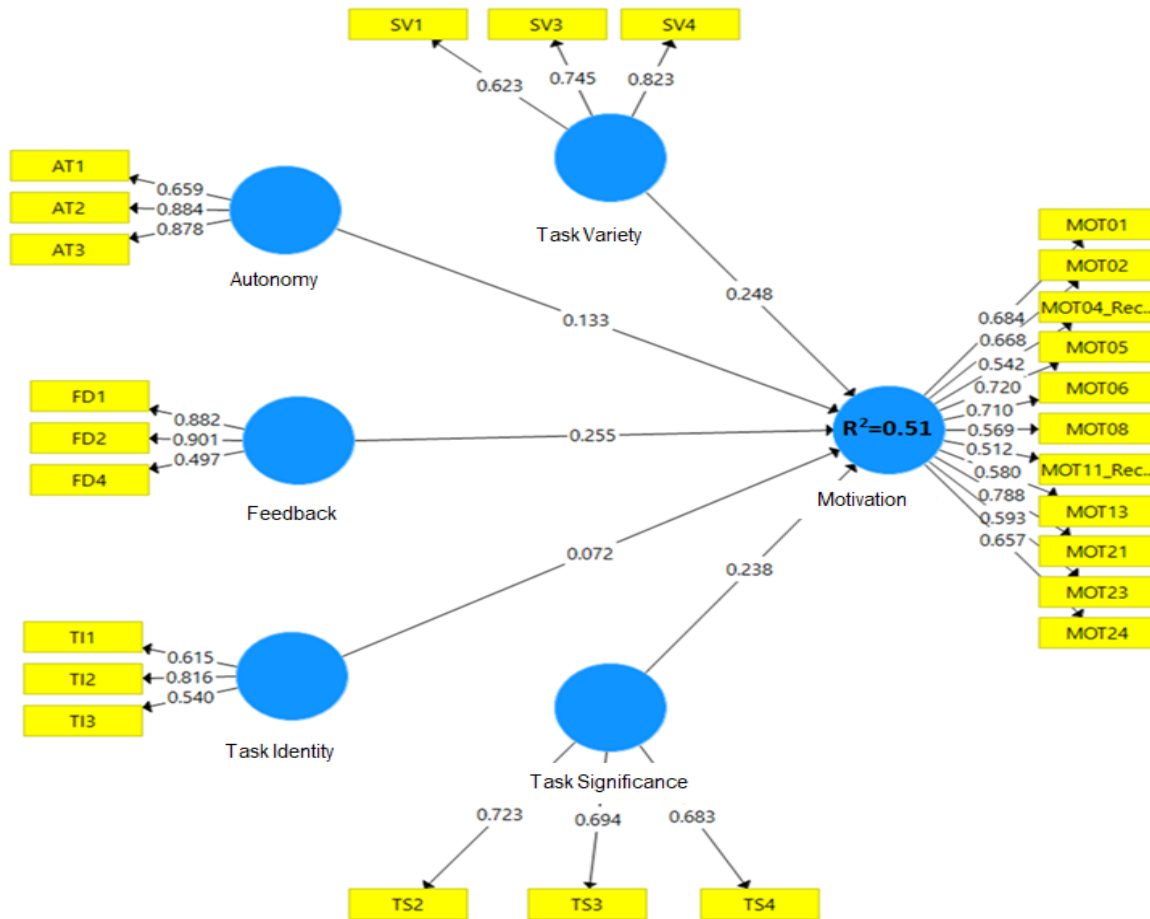 SV1 SV3 SV4
0.623 0.745 0.823
Task Variety
AT1
AT2
AT3
0.659
0.884
0.878
Autonomy
0.248
0.133
FD1
FD2
FD4
0.882
0.901
0.497
Feedback
0.255
TI1
TI2
TI3
0.615
0.816
0.540
Task Identity
0.072
0.238
Task Significance
0.723 0.694 0.683
TS2 TS3 TS4
R²=0.51
Motivation
0.684
0.668
0.542
0.720
0.710
0.569
0.512
0.580
0.788
0.593
0.657
MOT01
MOT02
MOT04_Rec...
MOT05
MOT06
MOT08
MOT11_Rec...
MOT13
MOT21
MOT23
MOT24